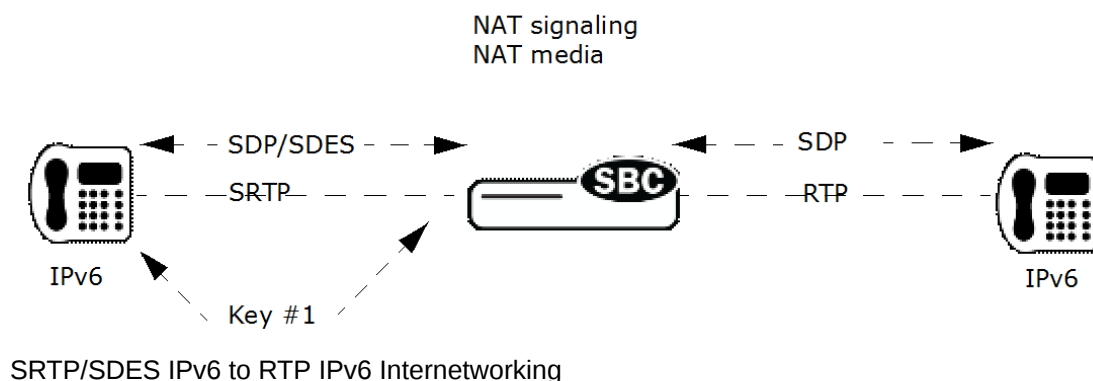 NAT signaling
NAT media
SDP/SDES
SDP
SBC
SRTP
RTP
IPv6
IPv6
Key #1
SRTP/SDES IPv6 to RTP IPv6 Internetworking